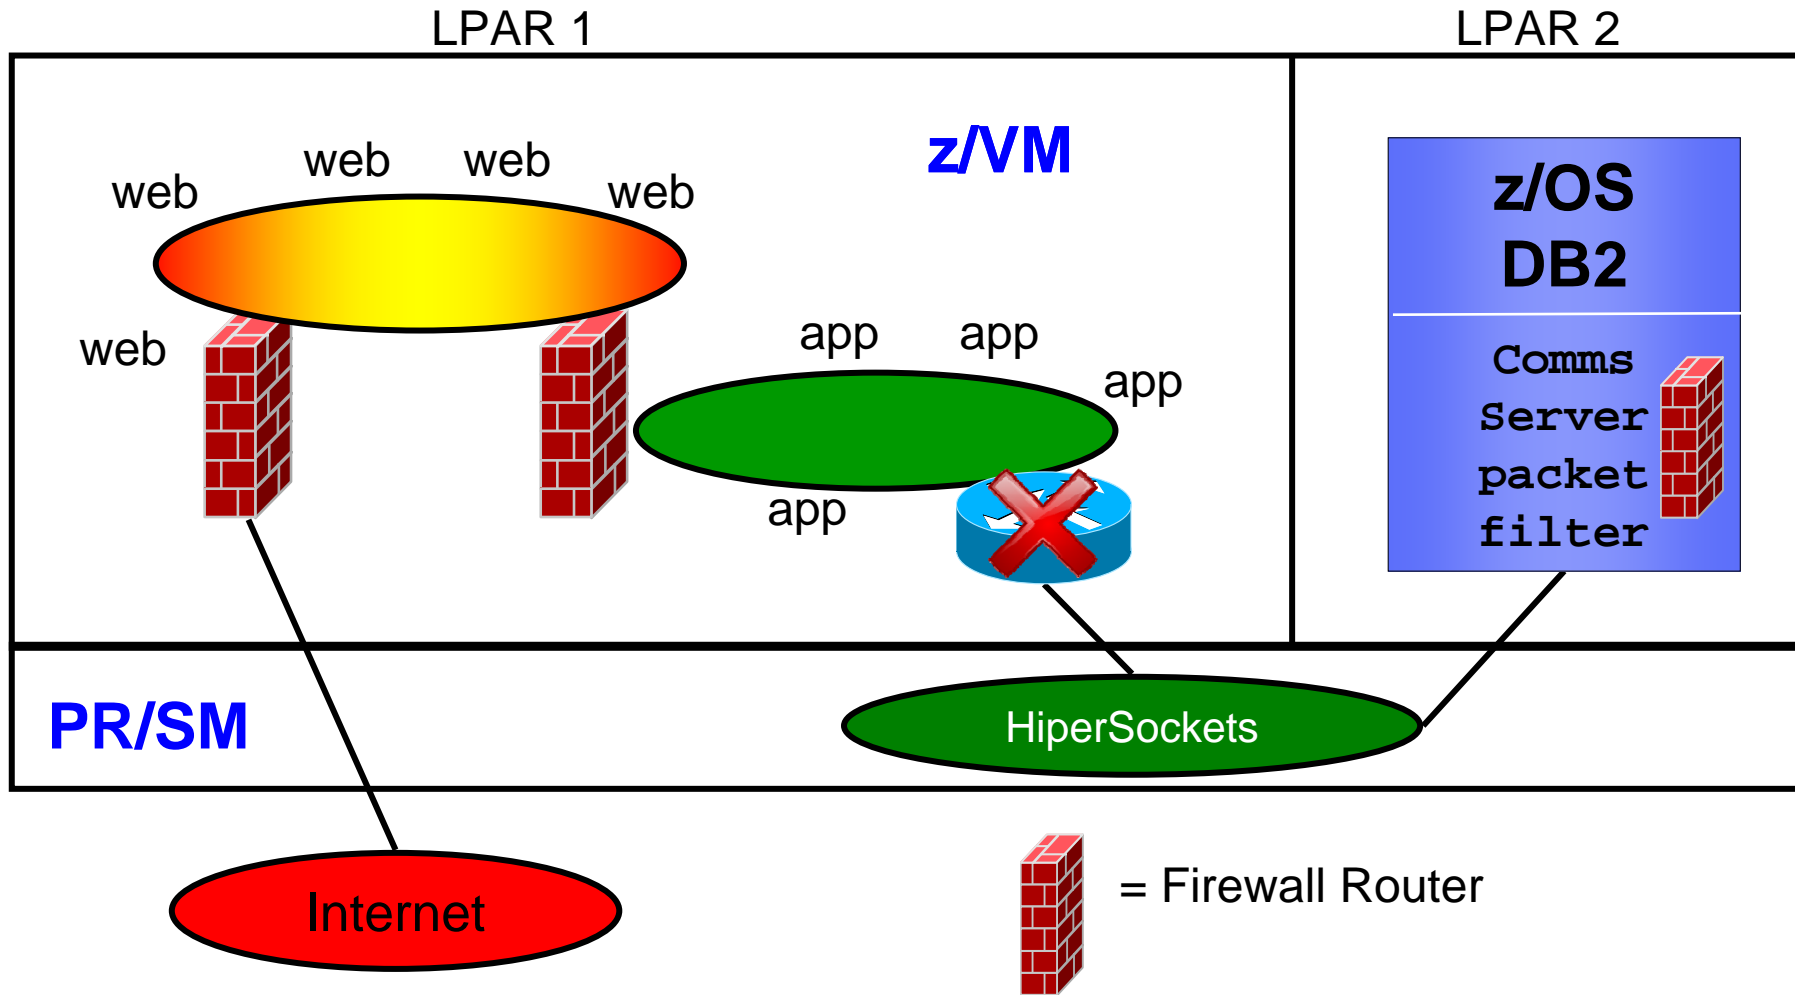 LPAR 1
LPAR 2
z/VM
web
web
web
web
web
app
app
app
app
z/OS
DB2
Comms
Server
packet
filter
PR/SM
HiperSockets
Internet
= Firewall Router